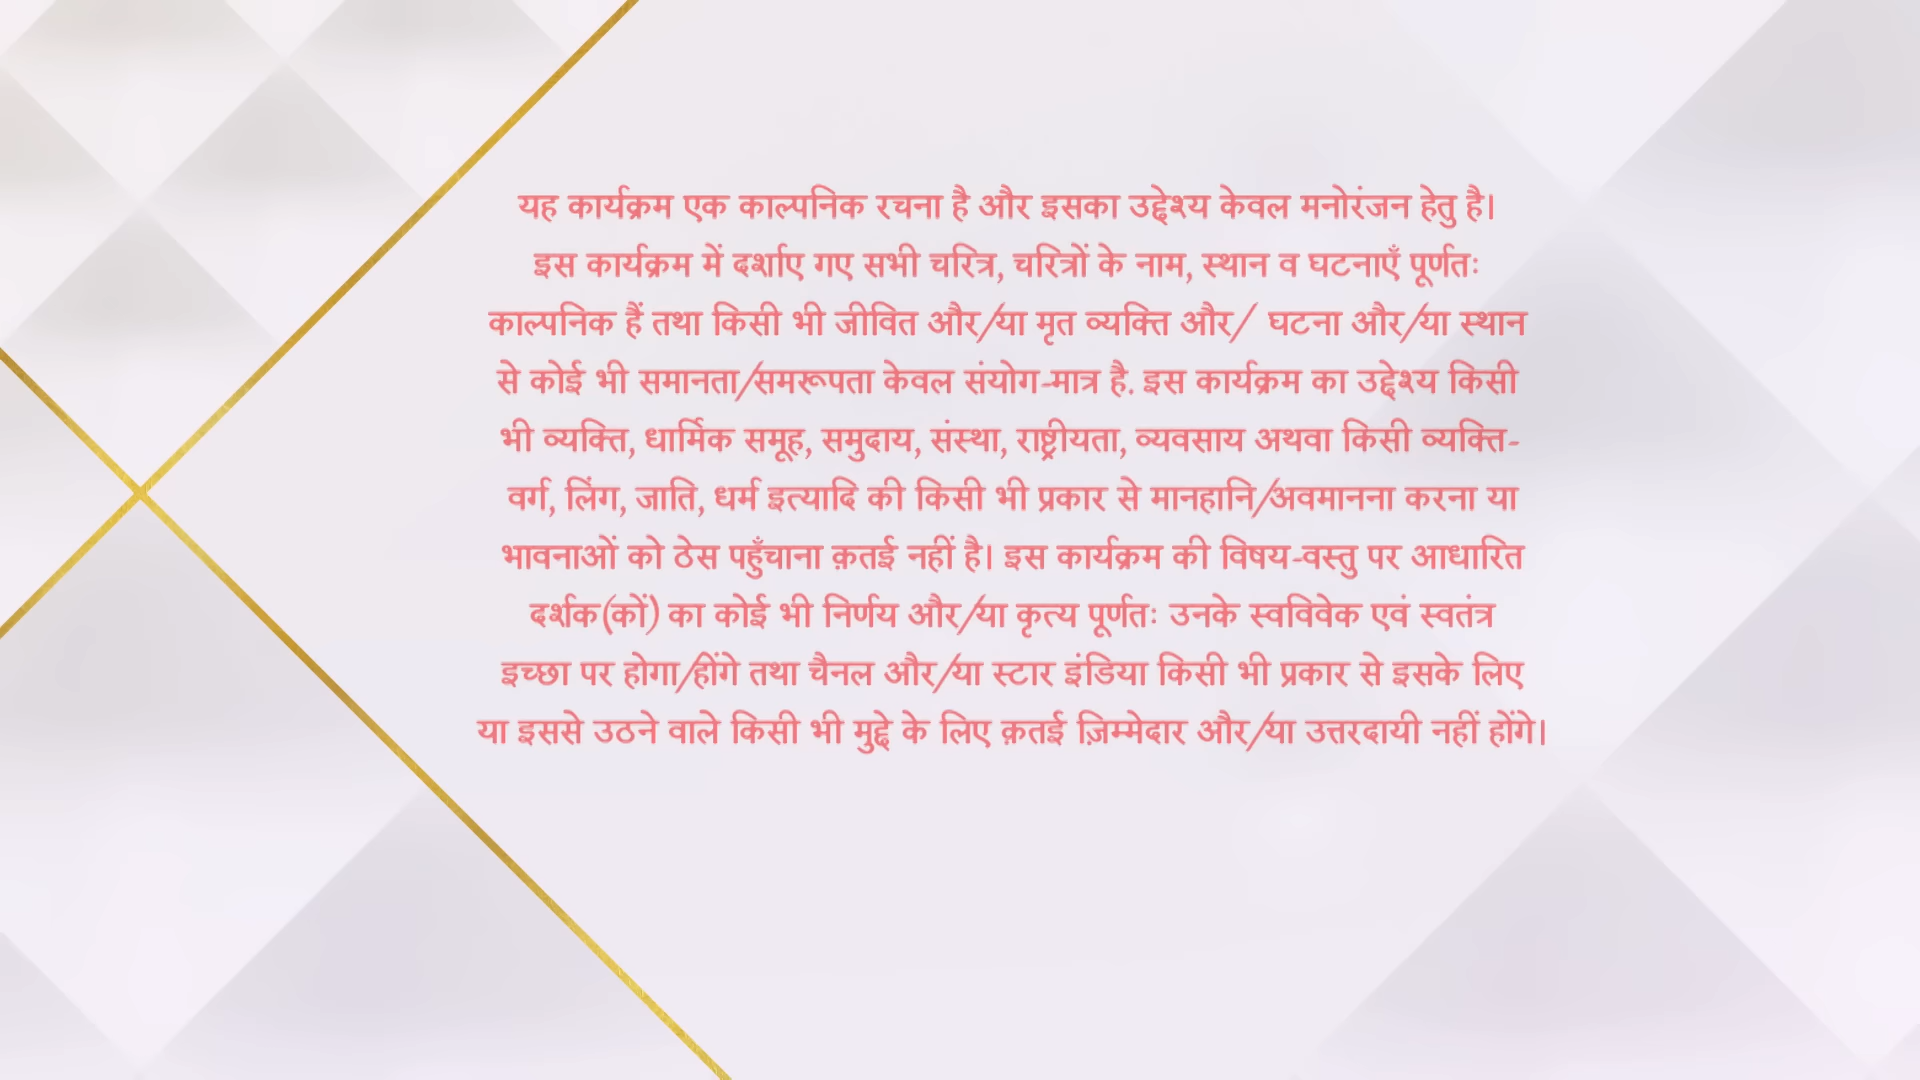 यह कार्यक्रम एक काल्पनिक रचना है और इसका उद्देश्य केवल मनोरंजन हेतु है।
इस कार्यक्रम में दर्शाए गए सभी चरित्र, चरित्रों के नाम, स्थान व घटनाएँ पूर्णतः
काल्पनिक हैं तथा किसी भी जीवित और/या मृत व्यक्ति और/ घटना और/या स्थान
से कोई भी समानता/समरूपता केवल संयोग-मात्र है. इस कार्यक्रम का उद्देश्य किसी
भी व्यक्ति, धार्मिक समूह, समुदाय, संस्था, राष्ट्रीयता, व्यवसाय अथवा किसी व्यक्ति-
वर्ग, लिंग, जाति, धर्म इत्यादि की किसी भी प्रकार से मानहानि/अवमानना करना या
भावनाओं को ठेस पहुँचाना क़तई नहीं है। इस कार्यक्रम की विषय-वस्तु पर आधारित
दर्शक(कों) का कोई भी निर्णय और/या कृत्य पूर्णतः उनके स्वविवेक एवं स्वतंत्र
इच्छा पर होगा/होंगे तथा चैनल और/या स्टार इंडिया किसी भी प्रकार से इसके लिए
या इससे उठने वाले किसी भी मुद्दे के लिए क़तई ज़िम्मेदार और/या उत्तरदायी नहीं होंगे।